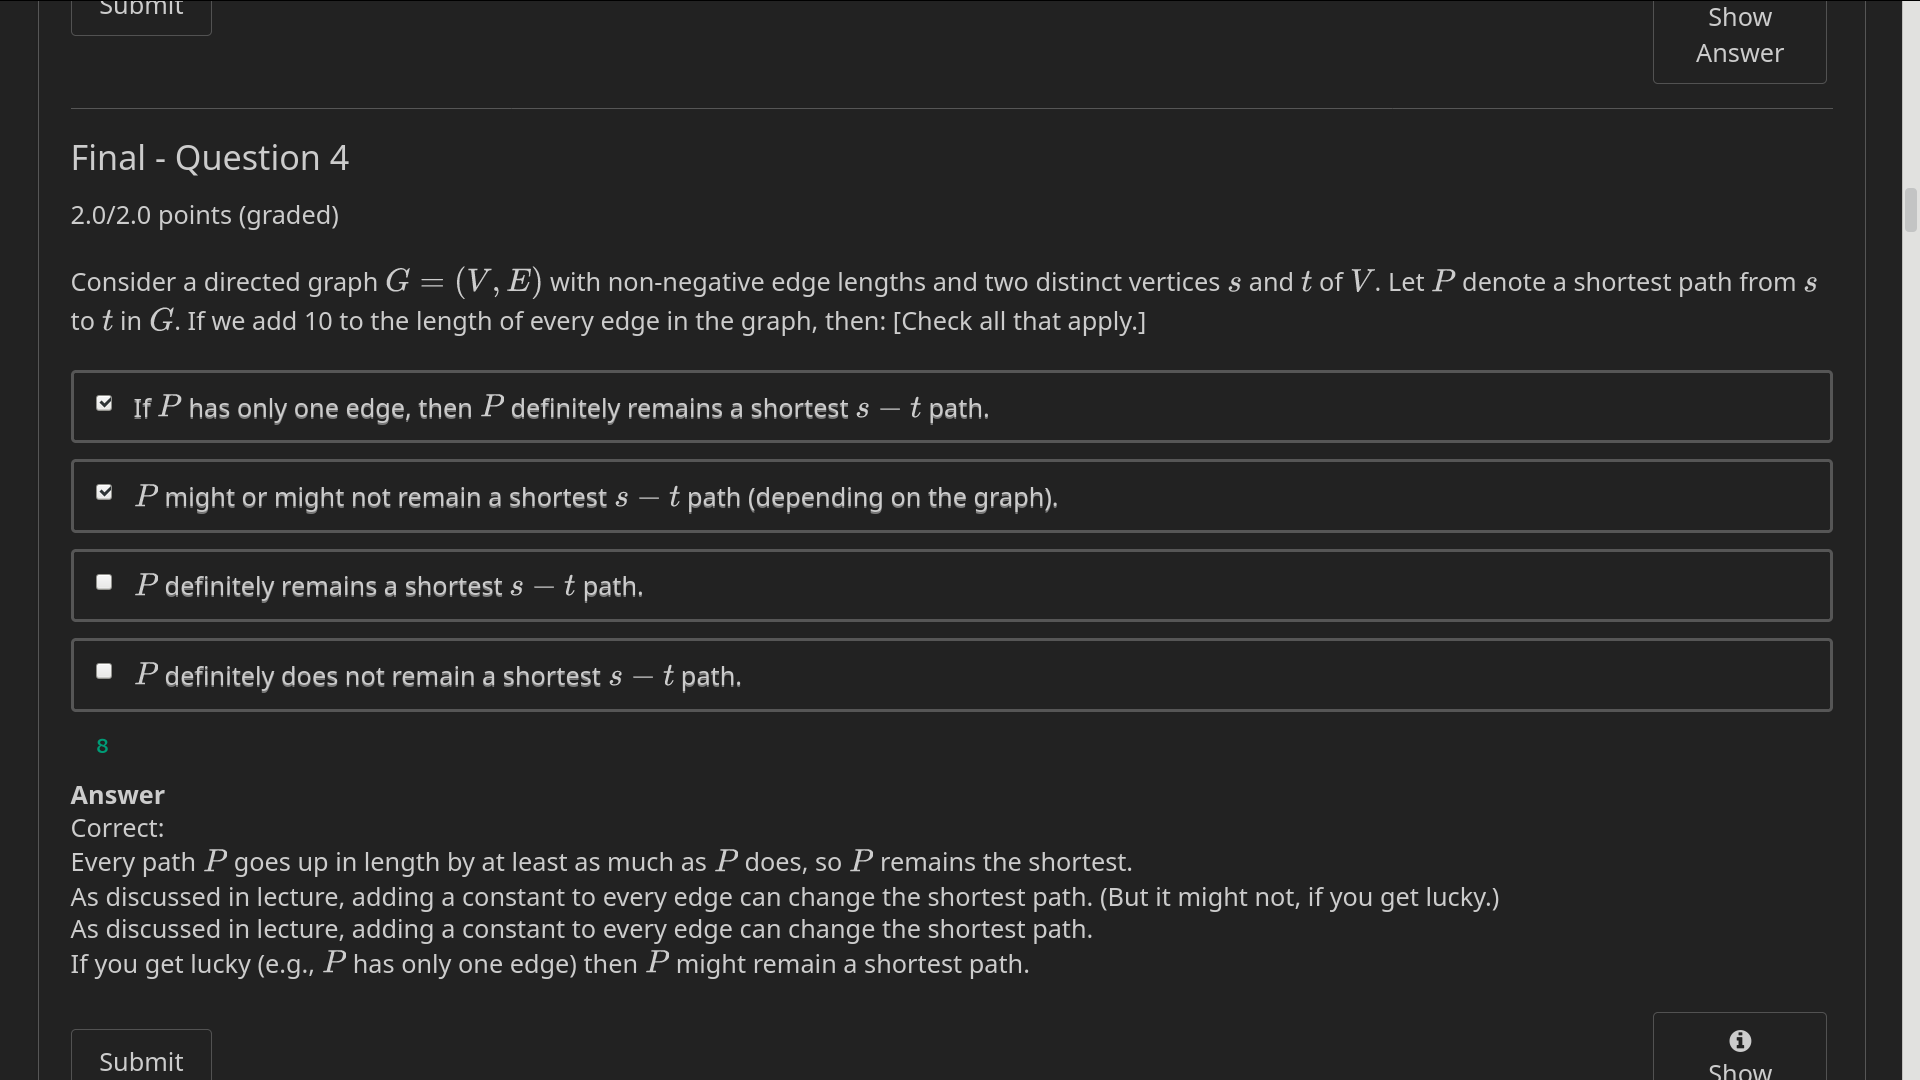 Submit
Show
Answer
Final - Question 4
2.0/2.0 points (graded)
Consider a directed graph G = (V, E) with non-negative edge lengths and two distinct vertices s and t of V. Let P denote a shortest path from s
to t in G. If we add 10 to the length of every edge in the graph, then: [Check all that apply.]
If P has only one edge, then P definitely remains a shortest s − t path.
P might or might not remain a shortest s − t path (depending on the graph).
P definitely remains a shortest s − t path.
P definitely does not remain a shortest s − t path.
8
Answer
Correct:
Every path P goes up in length by at least as much as P does, so P remains the shortest.
As discussed in lecture, adding a constant to every edge can change the shortest path. (But it might not, if you get lucky.)
As discussed in lecture, adding a constant to every edge can change the shortest path.
If you get lucky (e.g., P has only one edge) then P might remain a shortest path.
Submit
Show